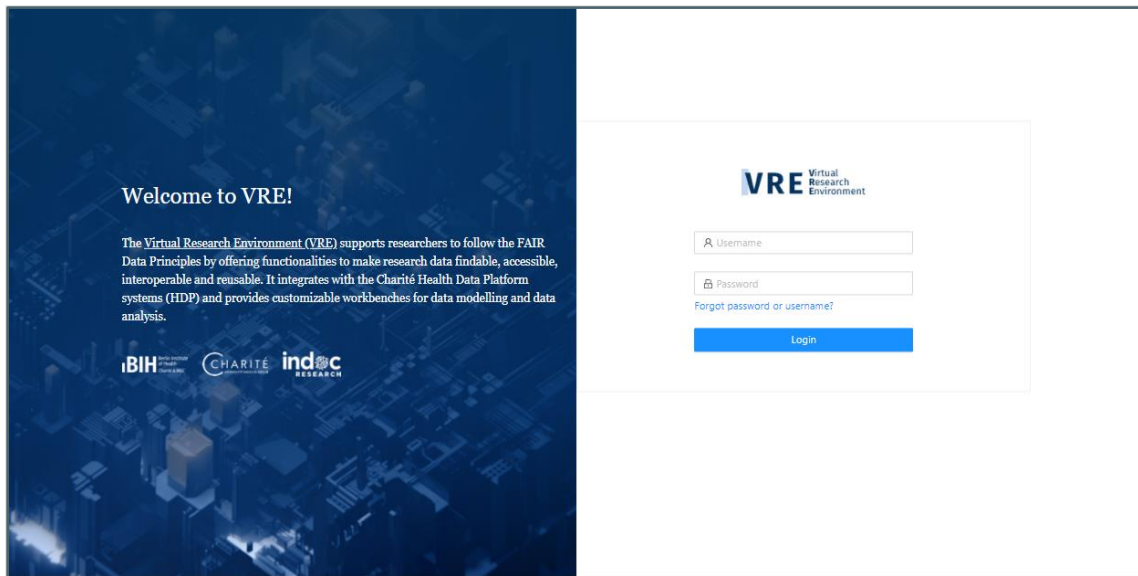 Welcome to VRE!
The Virtual Research Environment (VRE) supports researchers to follow the FAIR
Data Principles by offering functionalities to make research data findable, accessible,
interoperable and reusable. It integrates with the Charité Health Data Platform
systems (HDP) and provides customizable workbenches for data modelling and data
analysis.
BIH
CHARITÉ
indoc
RESEARCH
VRE
Virtual
Research
Environment
Username
Password
Forgot password or username?
Login